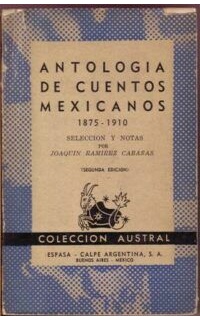 ANTOLOGIA
DE CUENTOS
MEXICANOS
1875-1910
SELECCION Y NOTAS
POR
JOAQUIN RAMIREZ CABAÑAS
(SEGUNDA EDICION)
COLECCION AUSTRAL
ESPASA - CALPE ARGENTINA, S. A.
BUENOS AIRES - MEXICO